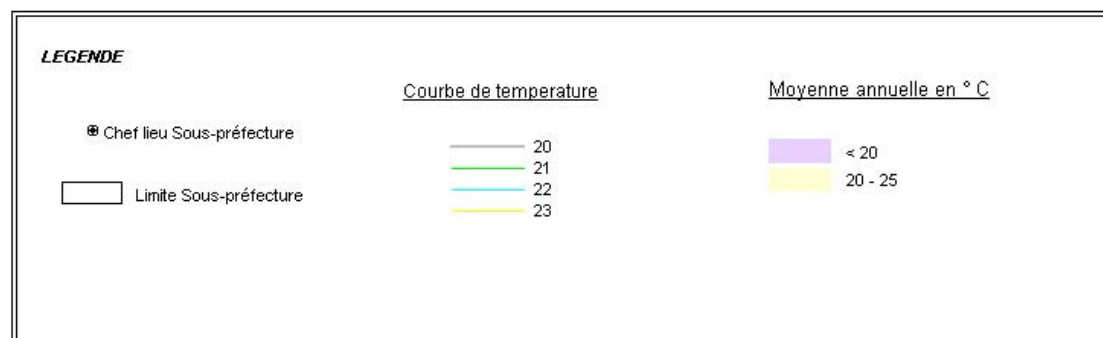 LEGENDE
Chef lieu Sous-préfecture
Limite Sous-préfecture
Courbe de temperature
20
21
22
23
Moyenne annuelle en ° C
< 20
20 - 25